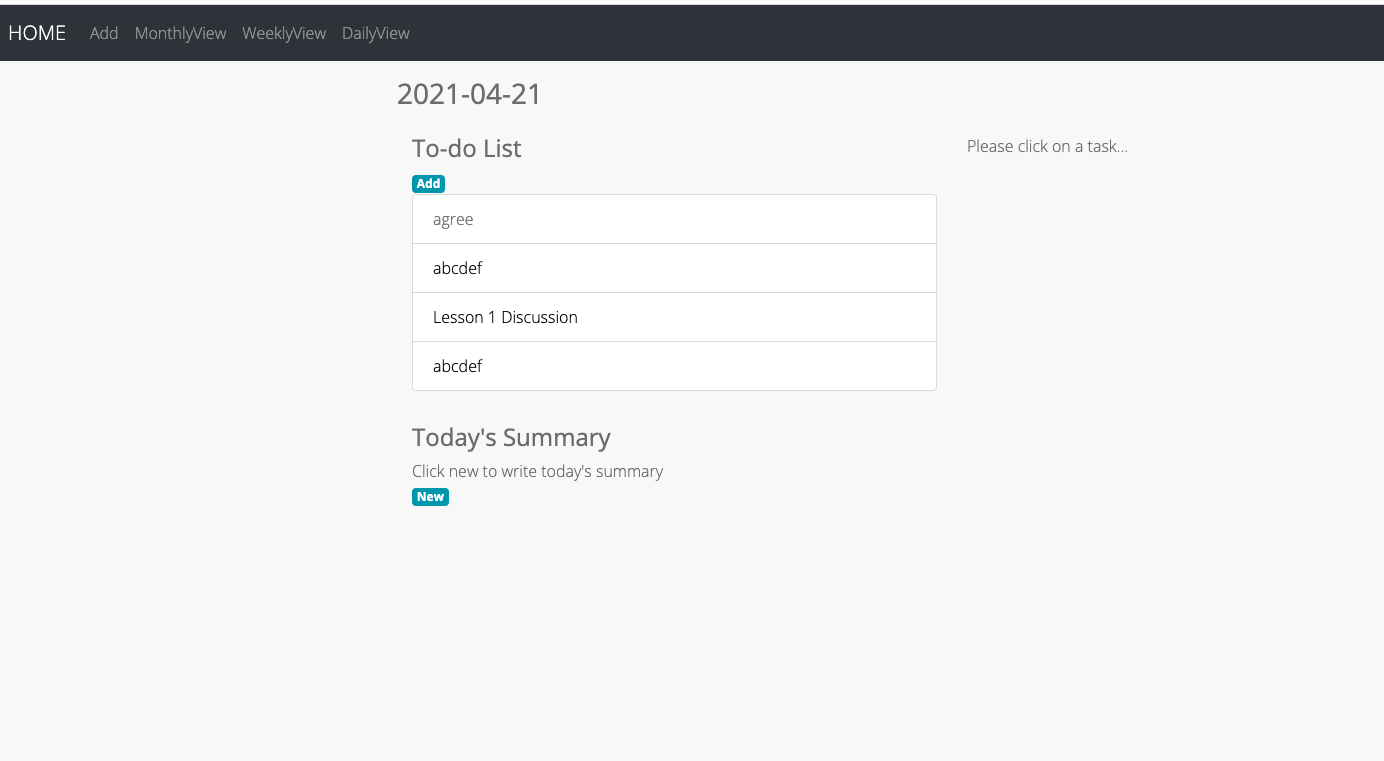 HOME Add MonthlyView WeeklyView DailyView
2021-04-21
To-do List
Please click on a task...
Add
agree
abcdef
Lesson 1 Discussion
abcdef
Today's Summary
Click new to write today's summary
New